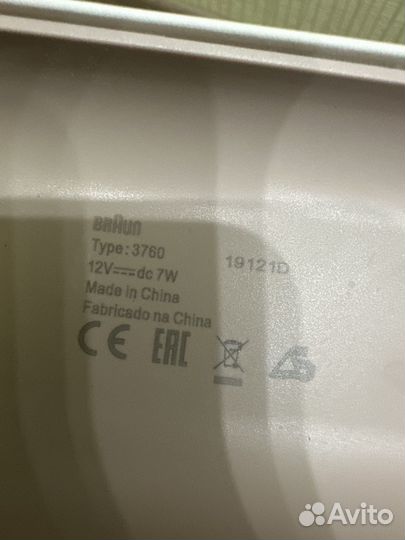 BRAUN
Type: 3760
12V⎓dc 7W
19121D
Made in China
Fabricado na China
CE EAC
Avito